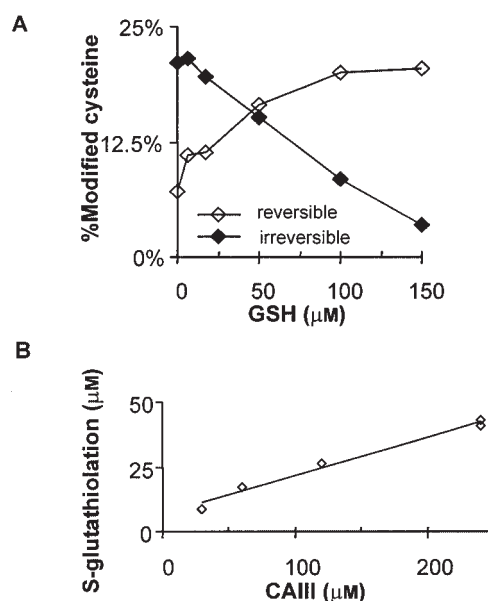 A
25%
12.5%
0%
%Modified cysteine
reversible
irreversible
0 50 100 150
GSH (μM)
B
50
25
0
S-glutathiolation (μM)
0 100 200
CAIII (μM)